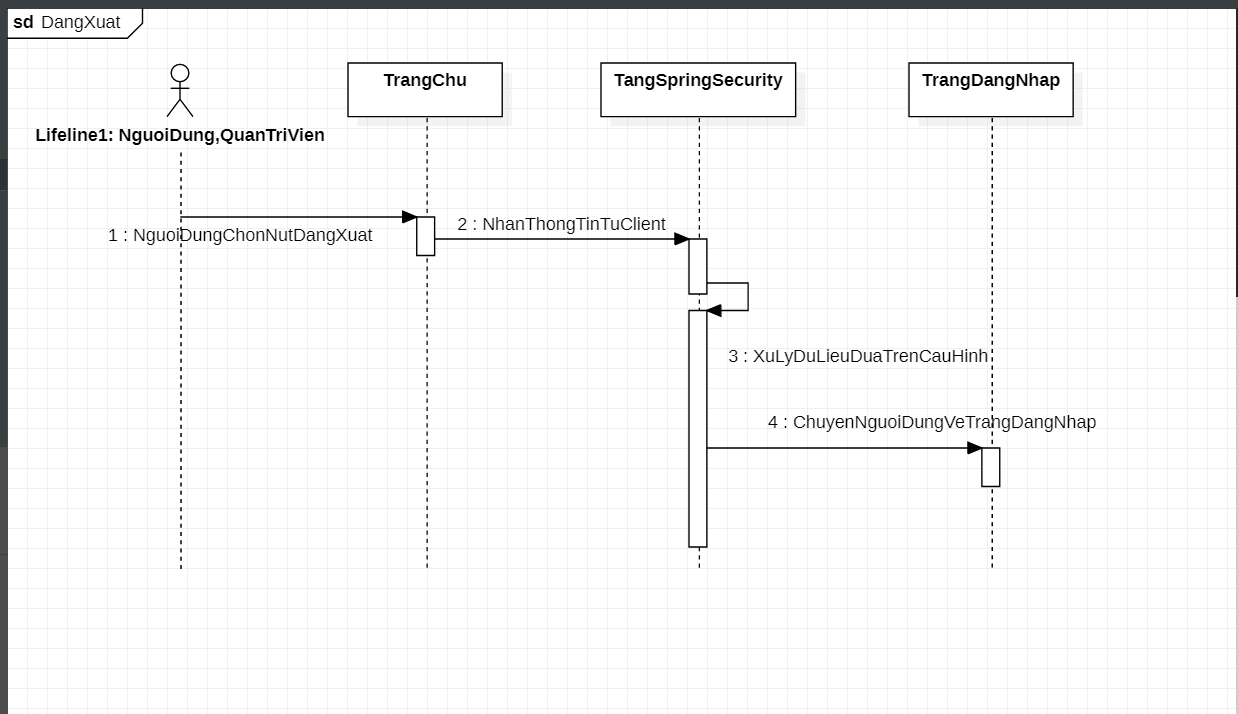 sd DangXuat
TrangChu
TangSpringSecurity
TrangDangNhap
Lifeline1: NguoiDung,QuanTriVien
1 : NguoiDungChonNutDangXuat
2 : NhanThongTinTuClient
3 : XuLyDuLieuDuaTrenCauHinh
4 : ChuyenNguoiDungVeTrangDangNhap